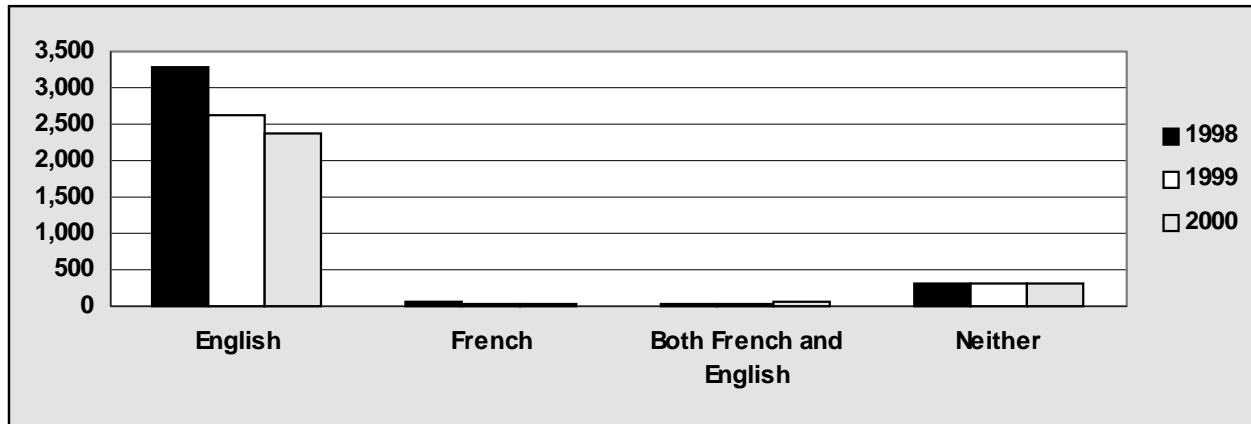 3,500
3,000
2,500
2,000
1,500
1,000
500
0
English
French
Both French and
English
Neither
1998
1999
2000